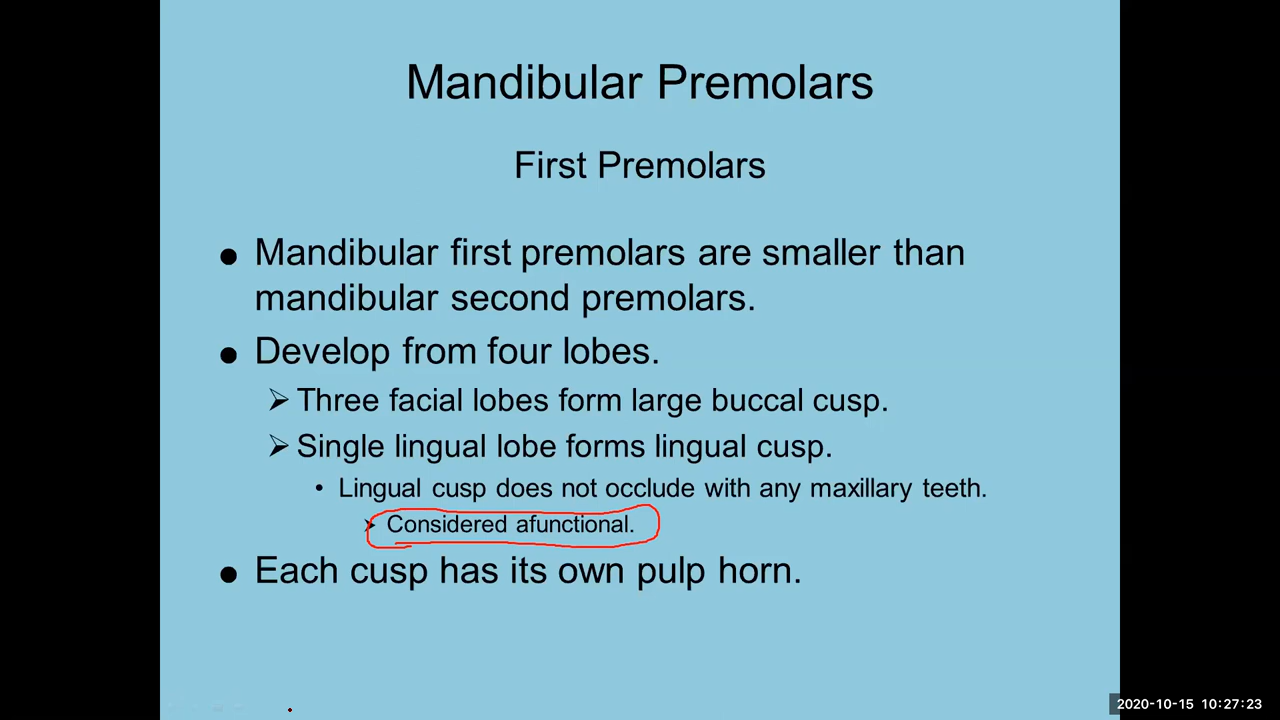 Mandibular Premolars
First Premolars
● Mandibular first premolars are smaller than
mandibular second premolars.
● Develop from four lobes.
➢ Three facial lobes form large buccal cusp.
➢ Single lingual lobe forms lingual cusp.
• Lingual cusp does not occlude with any maxillary teeth.
➢ Considered afunctional.
● Each cusp has its own pulp horn.
2020-10-15 10:27:23